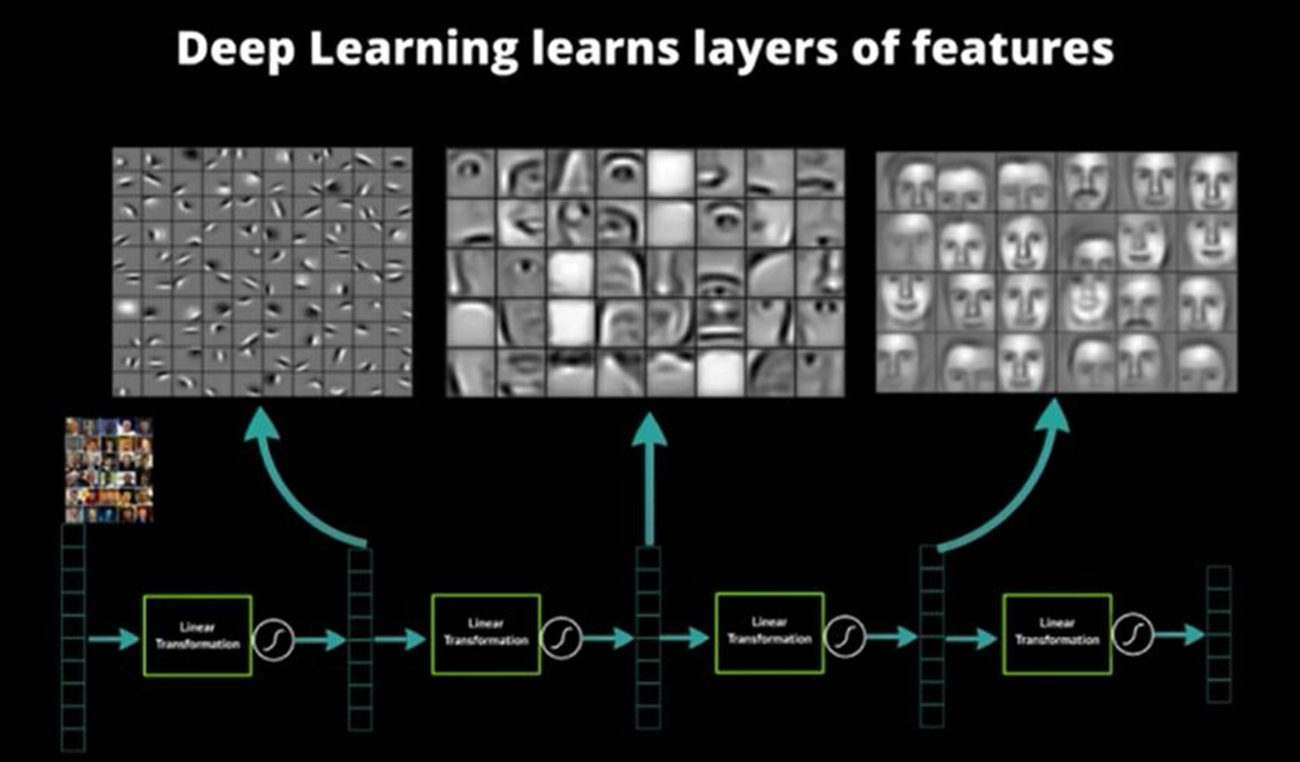 Deep Learning learns layers of features
Linear
Transformation
Linear
Transformation
Linear
Transformation
Linear
Transformation